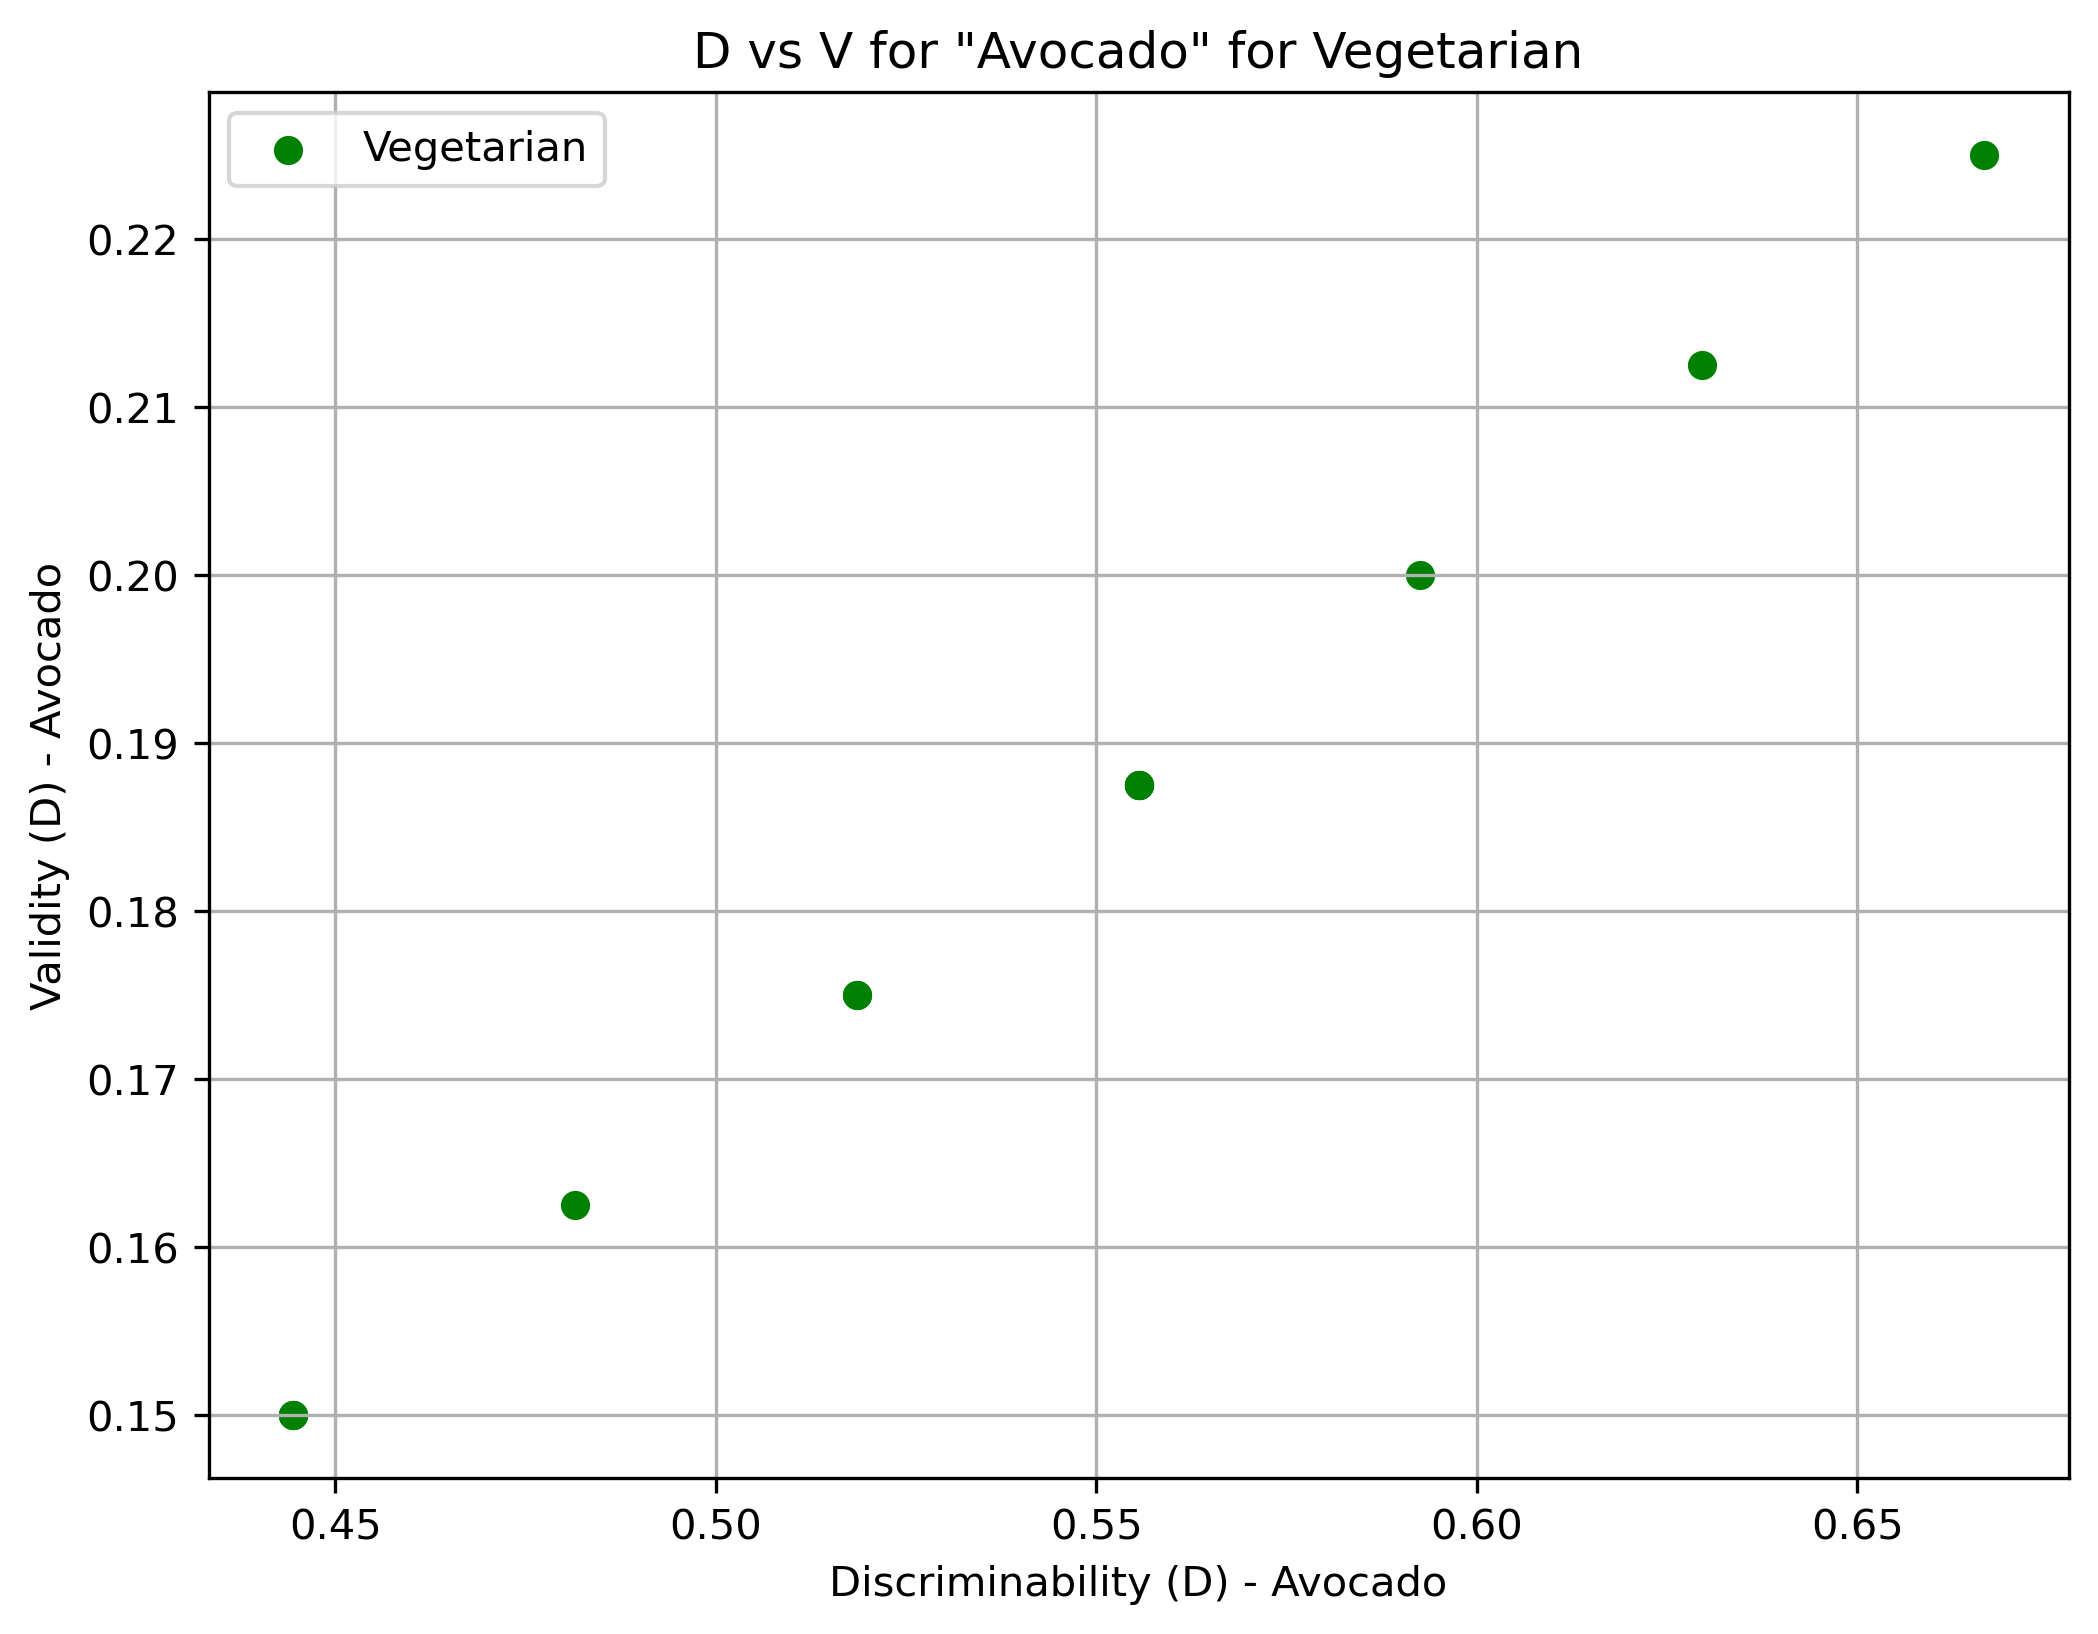 D vs V for "Avocado" for Vegetarian
Vegetarian
0.22
0.21
0.20
0.19
0.18
0.17
0.16
0.15
Validity (D) - Avocado
0.45 0.50 0.55 0.60 0.65
Discriminability (D) - Avocado